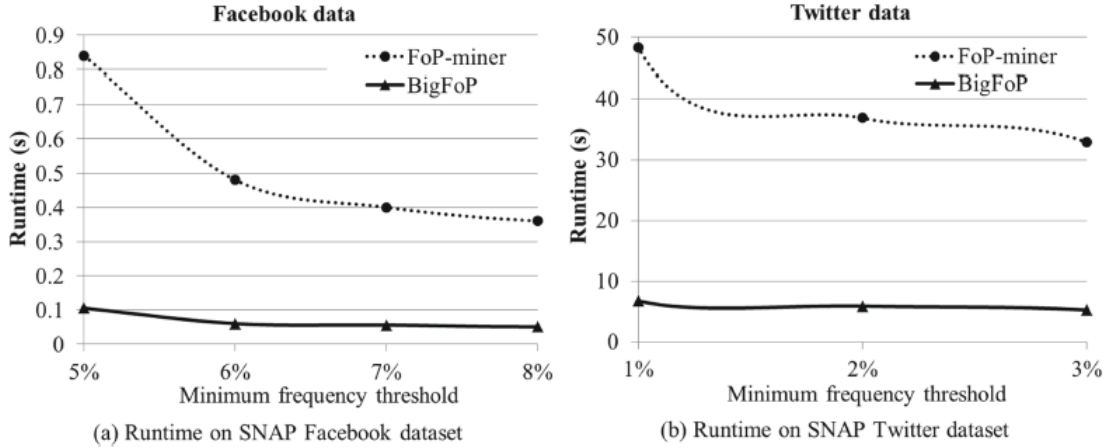 Facebook data
0.9
0.8
0.7
0.6
0.5
0.4
0.3
0.2
0.1
0
Runtime (s)
FoP-miner
BigFoP
5% 6% 7% 8%
Minimum frequency threshold
(a) Runtime on SNAP Facebook dataset
Twitter data
50
40
30
20
10
0
Runtime (s)
FoP-miner
BigFoP
1% 2% 3%
Minimum frequency threshold
(b) Runtime on SNAP Twitter dataset